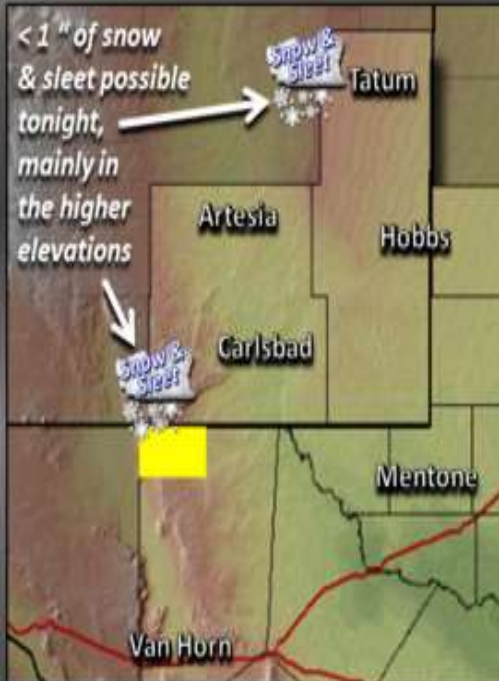 < 1 " of snow
& sleet possible
tonight,
mainly in
the higher
elevations
Snow &
Sleet
Tatum
Artesia
Hobbs
Carlsbad
Snow &
Sleet
Mentone
Van Horn